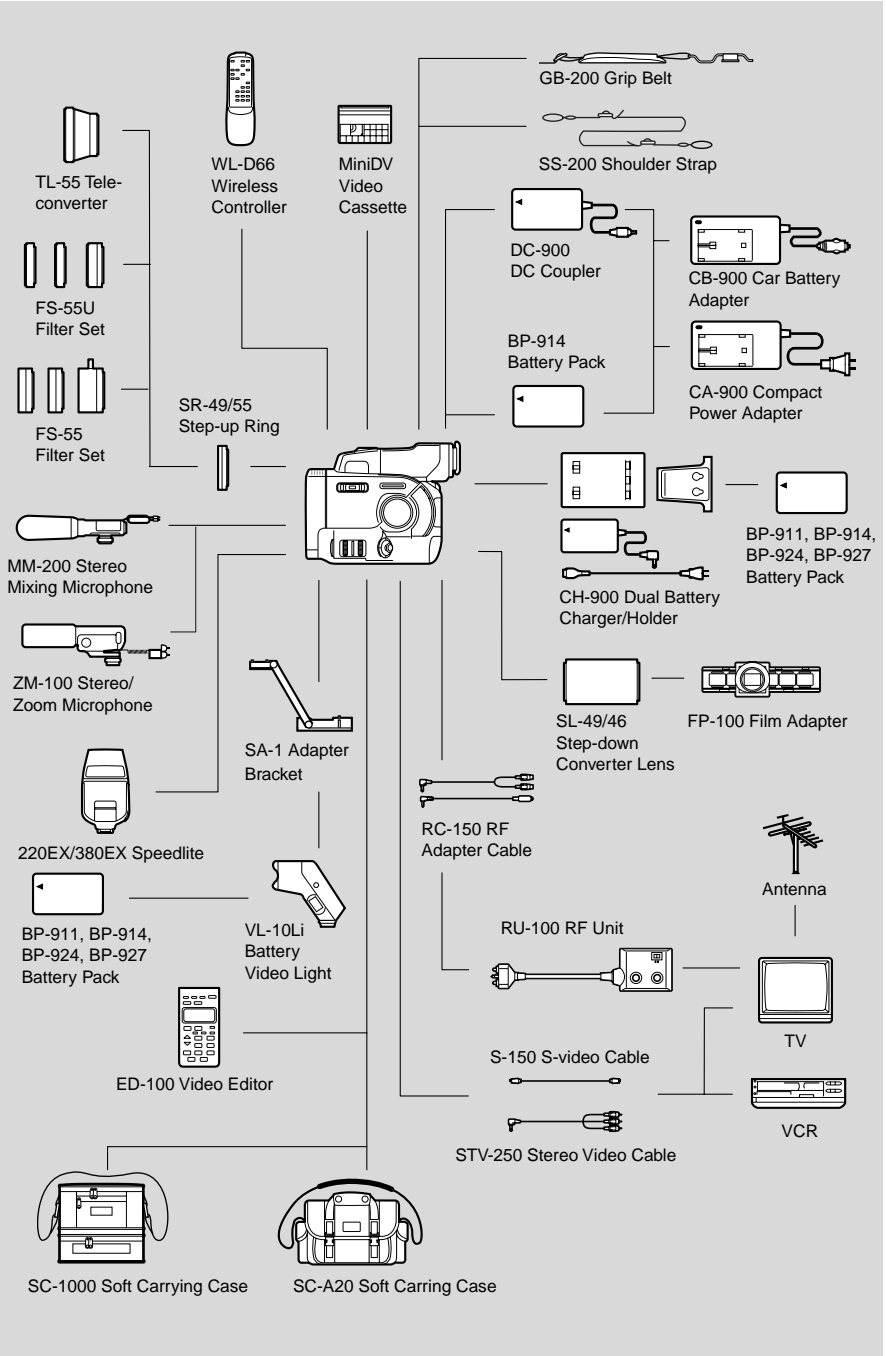 GB-200 Grip Belt
SS-200 Shoulder Strap
TL-55 Tele-
converter
WL-D66
Wireless
Controller
MiniDV
Video
Cassette
DC-900
DC Coupler
CB-900 Car Battery
Adapter
FS-55U
Filter Set
BP-914
Battery Pack
CA-900 Compact
Power Adapter
FS-55
Filter Set
SR-49/55
Step-up Ring
MM-200 Stereo
Mixing Microphone
BP-911, BP-914,
BP-924, BP-927
Battery Pack
CH-900 Dual Battery
Charger/Holder
ZM-100 Stereo/
Zoom Microphone
SA-1 Adapter
Bracket
SL-49/46
Step-down
Converter Lens
FP-100 Film Adapter
220EX/380EX Speedlite
RC-150 RF
Adapter Cable
Antenna
BP-911, BP-914,
BP-924, BP-927
Battery Pack
VL-10Li
Battery
Video Light
RU-100 RF Unit
TV
ED-100 Video Editor
S-150 S-video Cable
VCR
STV-250 Stereo Video Cable
SC-1000 Soft Carrying Case
SC-A20 Soft Carring Case